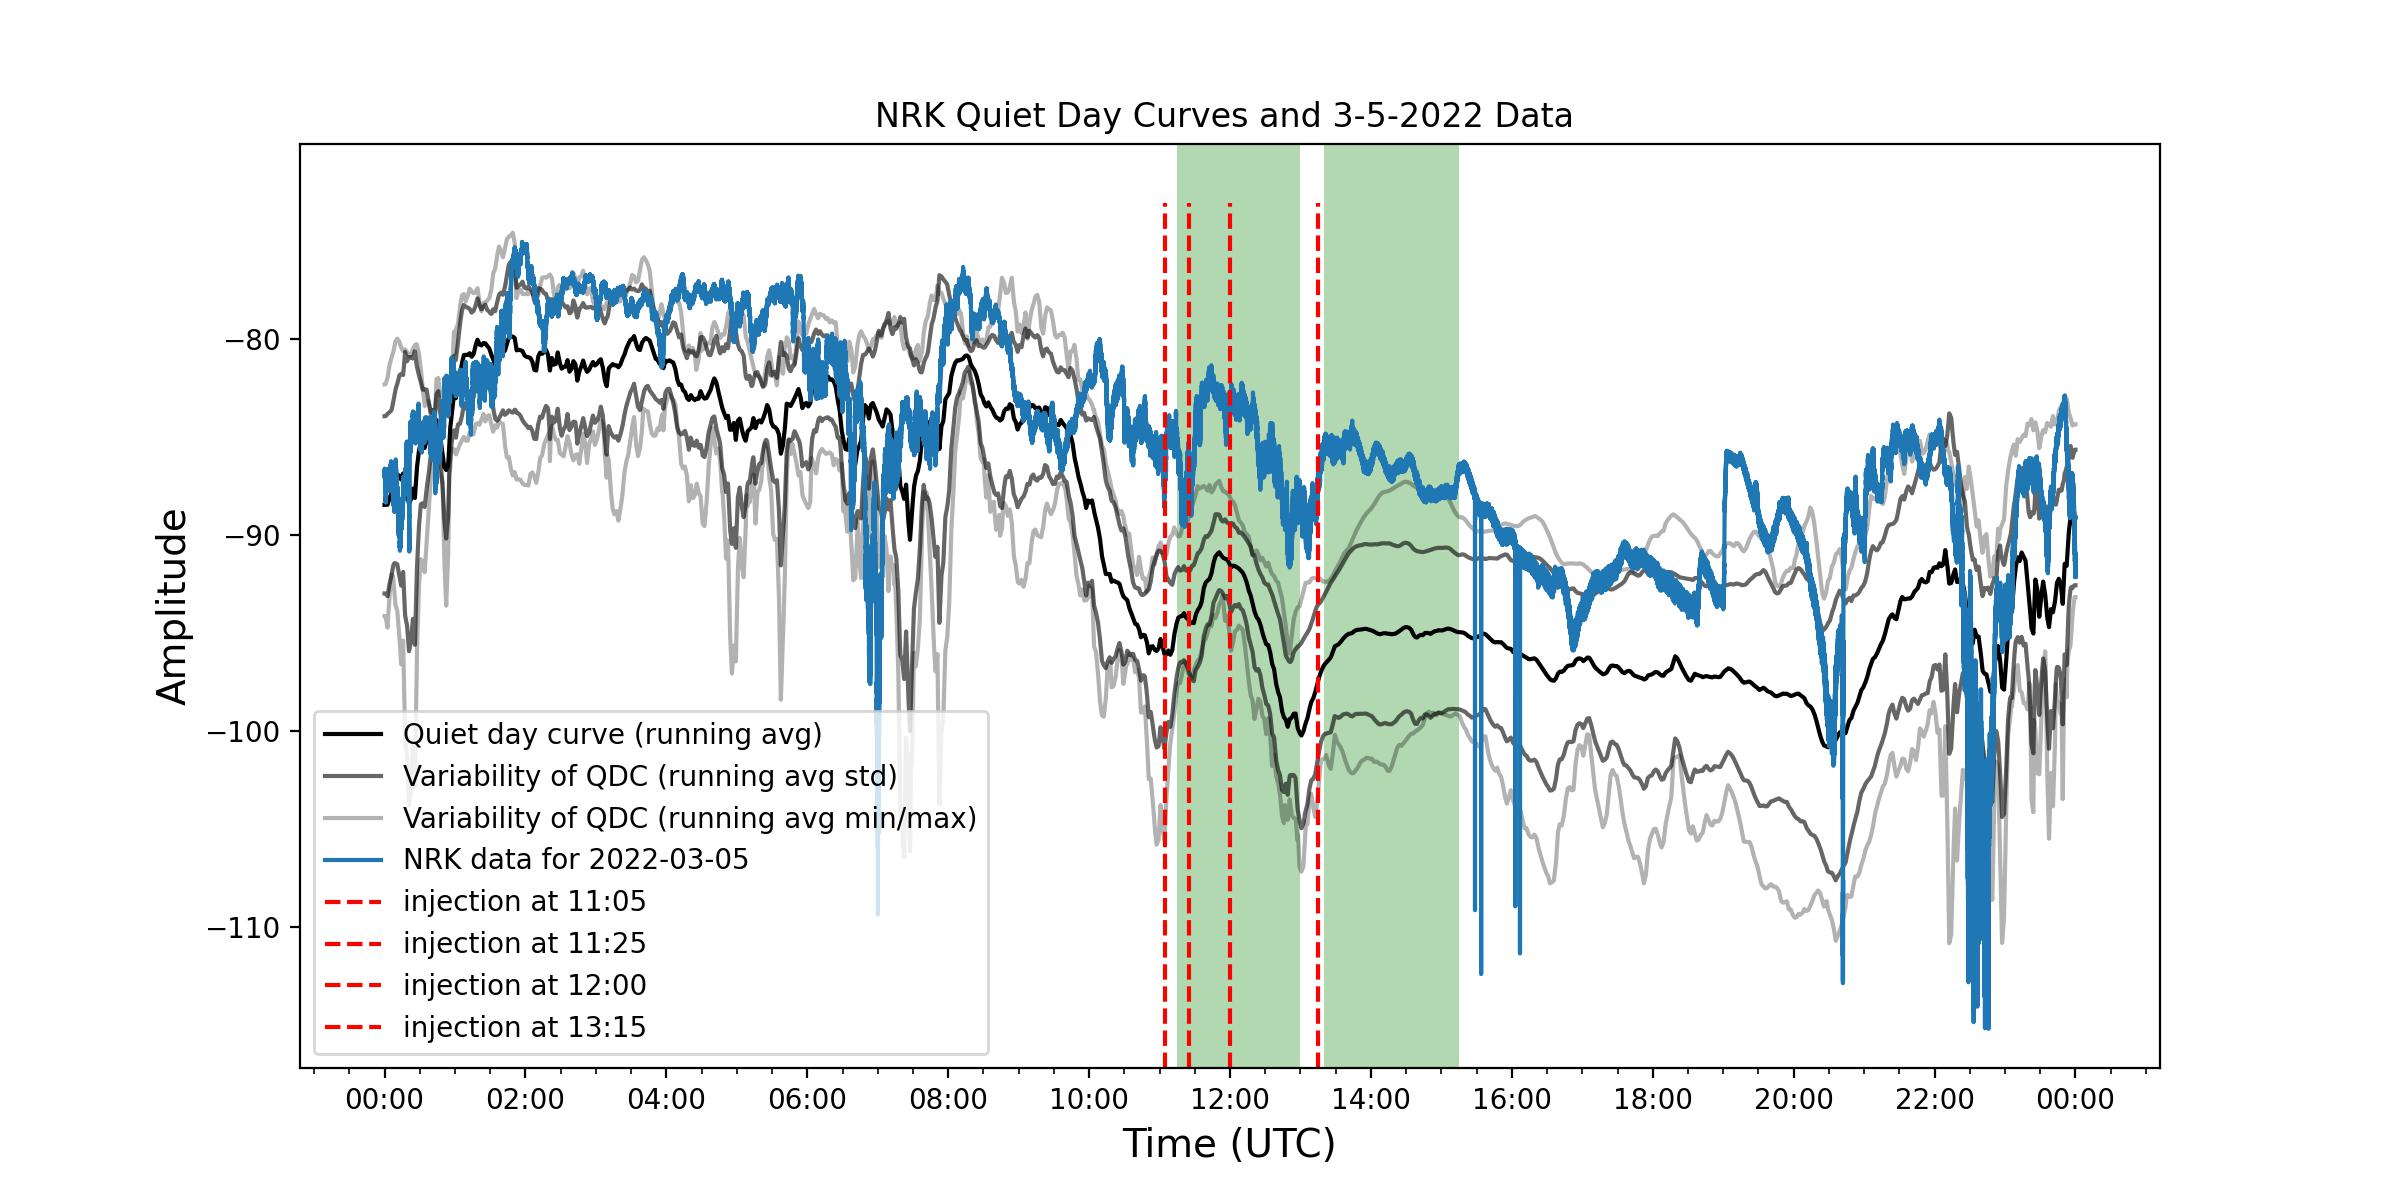 NRK Quiet Day Curves and 3-5-2022 Data
Amplitude
−80
−90
−100
−110
Quiet day curve (running avg)
Variability of QDC (running avg std)
Variability of QDC (running avg min/max)
NRK data for 2022-03-05
injection at 11:05
injection at 11:25
injection at 12:00
injection at 13:15
00:00 02:00 04:00 06:00 08:00 10:00 12:00 14:00 16:00 18:00 20:00 22:00 00:00
Time (UTC)